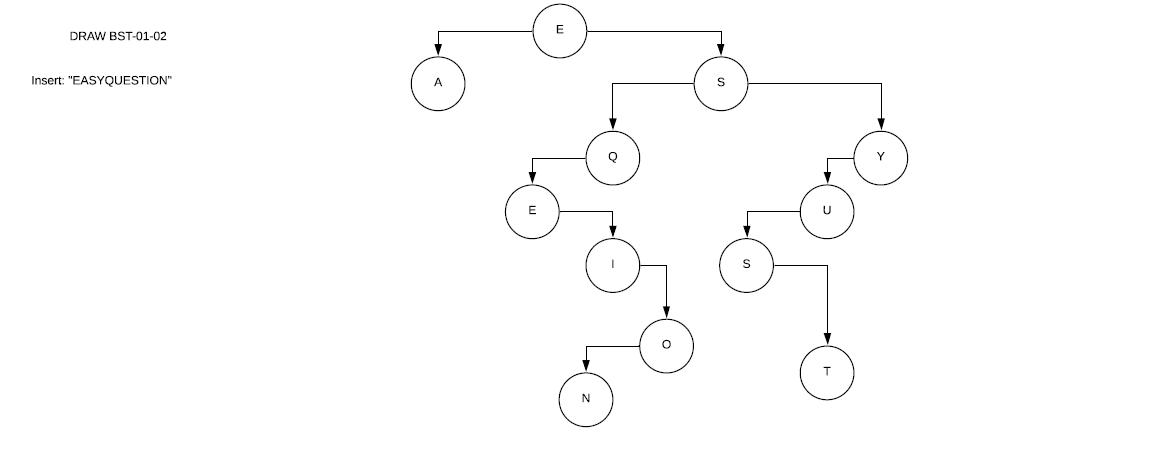 E
DRAW BST-01-02
Insert: "EASYQUESTION"
A
S
Q
Y
E
U
I
S
O
T
N